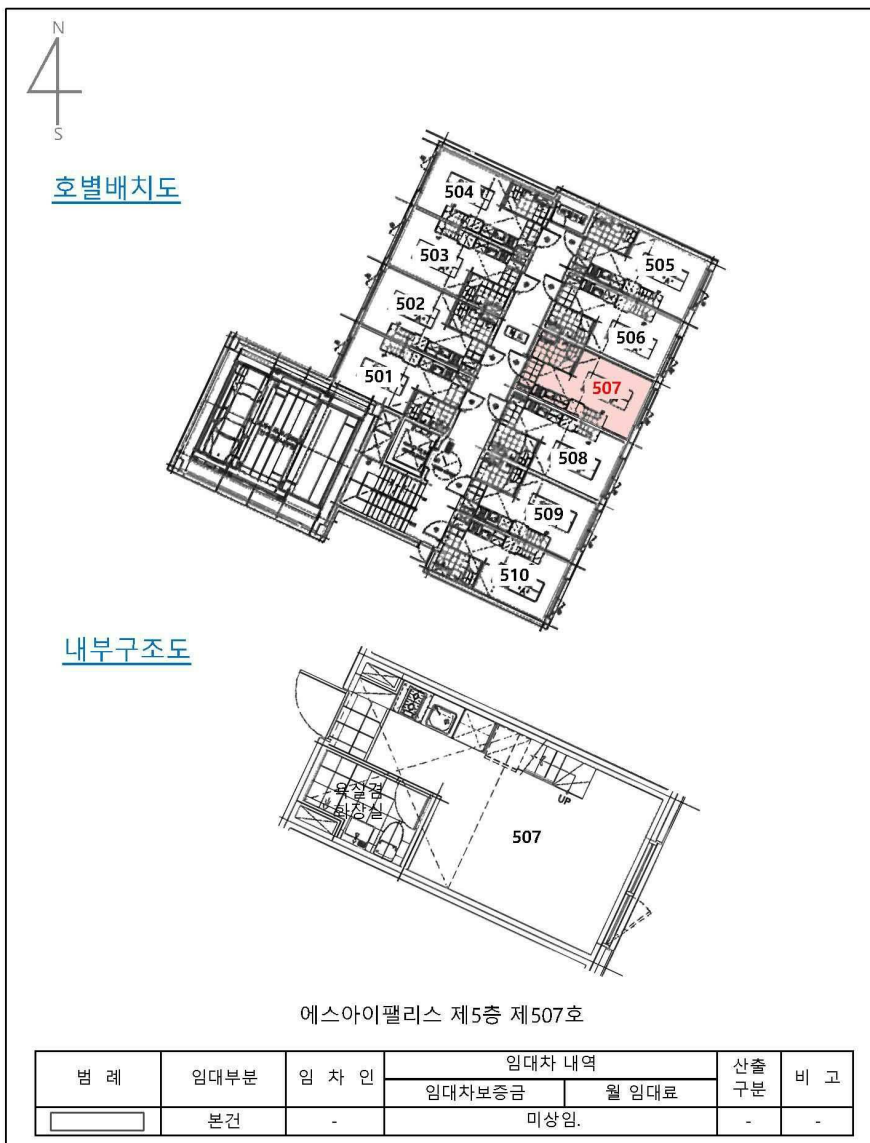 N
S
호별배치도
504
503
502
501
505
506
507
508
509
510
내부구조도
욕실겸
화장실
UP
507
에스아이팰리스 제5층 제507호
범 례 임대부분 임 차 인 임대차 내역 산출구분 비 고
임대차보증금 월 임대료
본건 - 미상임. - -